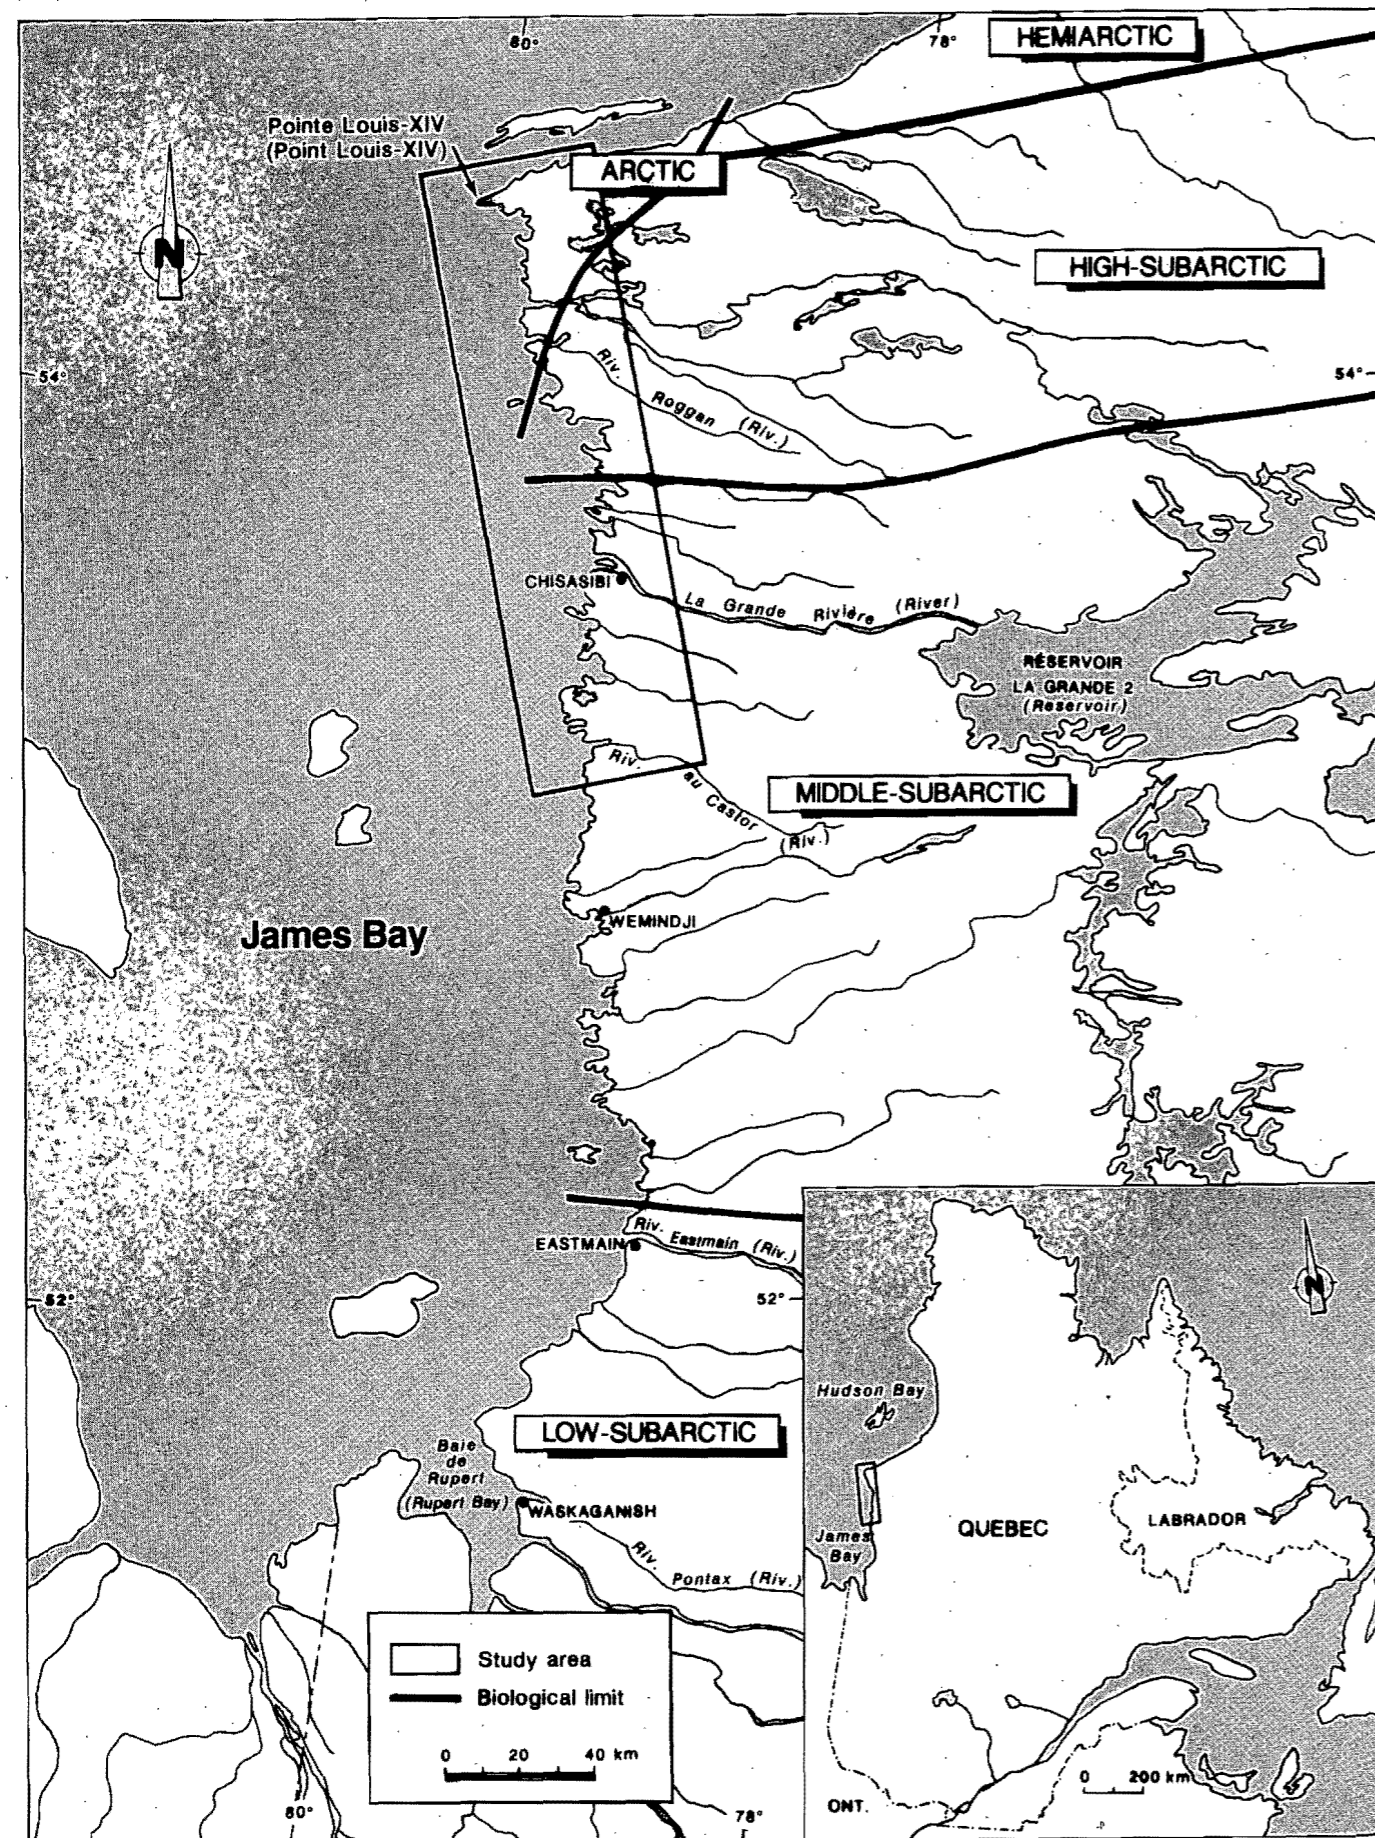 80°
78°
HEMIARCTIC
Pointe Louis-XIV
(Point Louis-XIV)
ARCTIC
N
HIGH-SUBARCTIC
54°
54°
Riv.
Roggan (Riv.)
CHISASIBI
La Grande Rivière (River)
RÉSERVOIR
LA GRANDE 2
(Reservoir)
Riv. au Castor (Riv.)
MIDDLE-SUBARCTIC
James Bay
WEMINDJI
EASTMAIN
Riv. Eastmain (Riv.)
52°
52°
LOW-SUBARCTIC
Baie
de
Rupert
(Rupert Bay)
WASKAGANISH
Riv. Pontax (Riv.)
Study area
Biological limit
0 20 40 km
80°
78°
N
Hudson Bay
James
Bay
QUEBEC
LABRADOR
ONT.
0 200 km